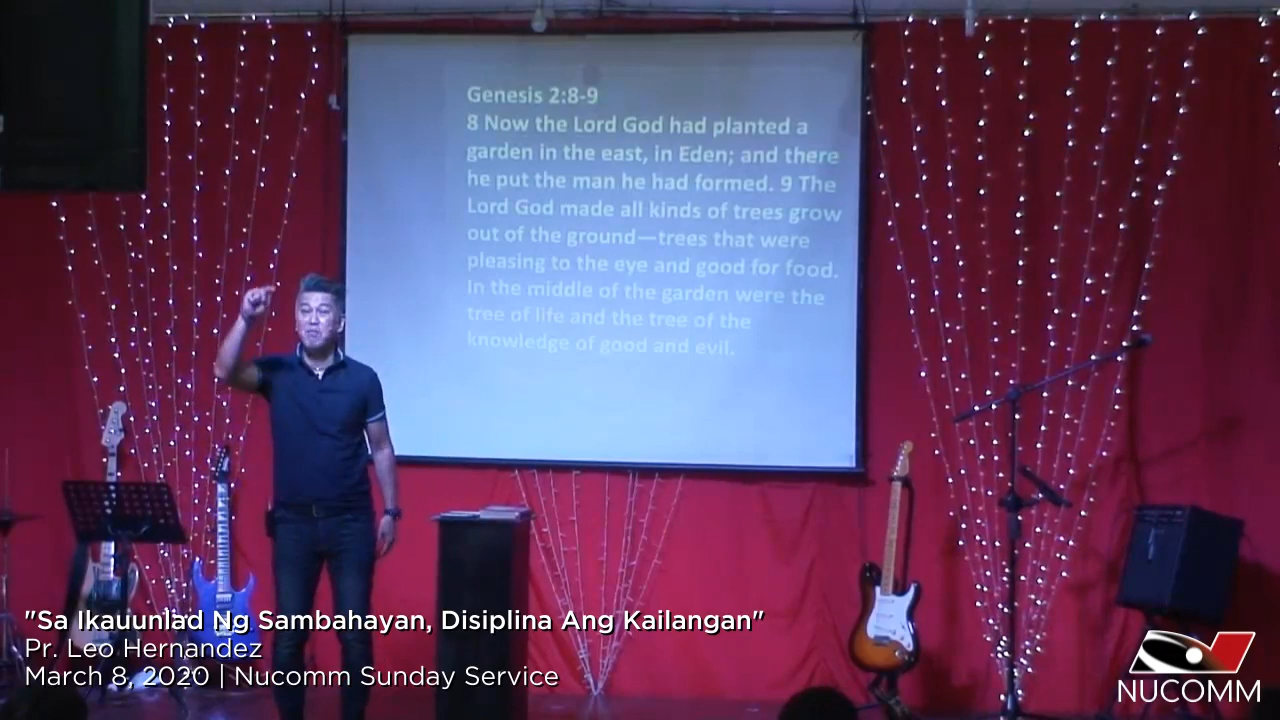 Genesis 2:8-9
8 Now the Lord God had planted a
garden in the east, in Eden; and there
he put the man he had formed. 9 The
Lord God made all kinds of trees grow
out of the ground—trees that were
pleasing to the eye and good for food.
In the middle of the garden were the
tree of life and the tree of the
knowledge of good and evil.
"Sa Ikauunlad Ng Sambahayan, Disiplina Ang Kailangan"
Pr. Leo Hernandez
March 8, 2020 | Nucomm Sunday Service
NUCOMM